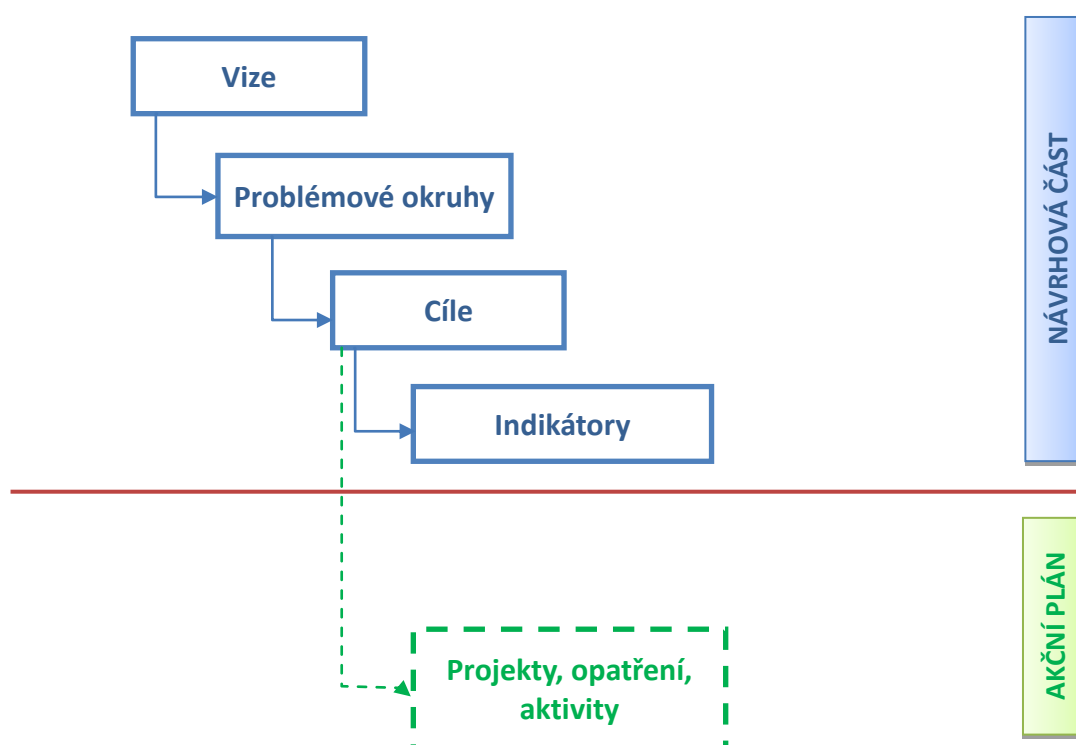 Vize
Problémové okruhy
Cíle
Indikátory
NÁVRHOVÁ ČÁST
Projekty, opatření,
aktivity
AKČNÍ PLÁN